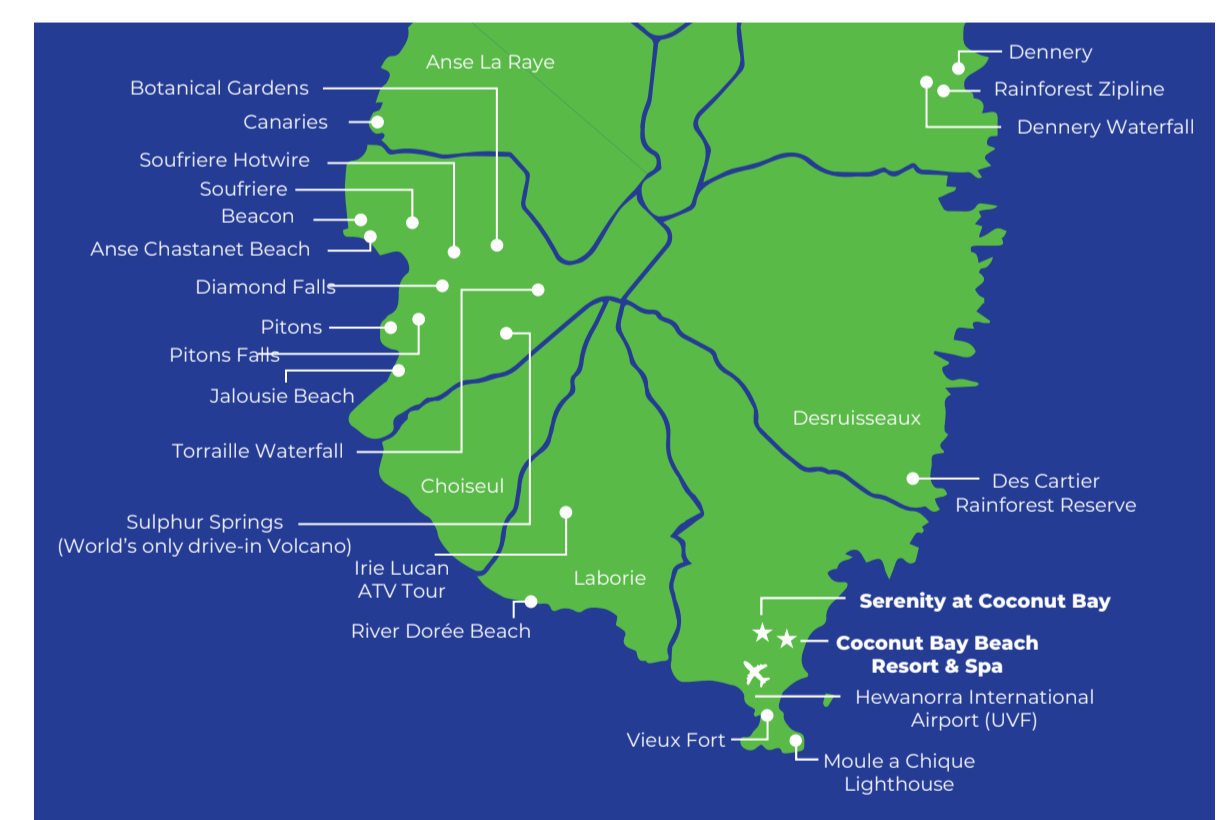 Anse La Raye
Botanical Gardens
Canaries
Soufriere Hotwire
Soufriere
Beacon
Anse Chastanet Beach
Diamond Falls
Pitons
Pitons Falls
Jalousie Beach
Torraille Waterfall
Choiseul
Sulphur Springs
(World's only drive-in Volcano)
Irie Lucan
ATV Tour
River Dorée Beach
Laborie
Dennery
Rainforest Zipline
Dennery Waterfall
Desruisseaux
Des Cartier
Rainforest Reserve
Serenity at Coconut Bay
Coconut Bay Beach
Resort & Spa
Hewanorra International
Airport (UVF)
Vieux Fort
Moule a Chique
Lighthouse